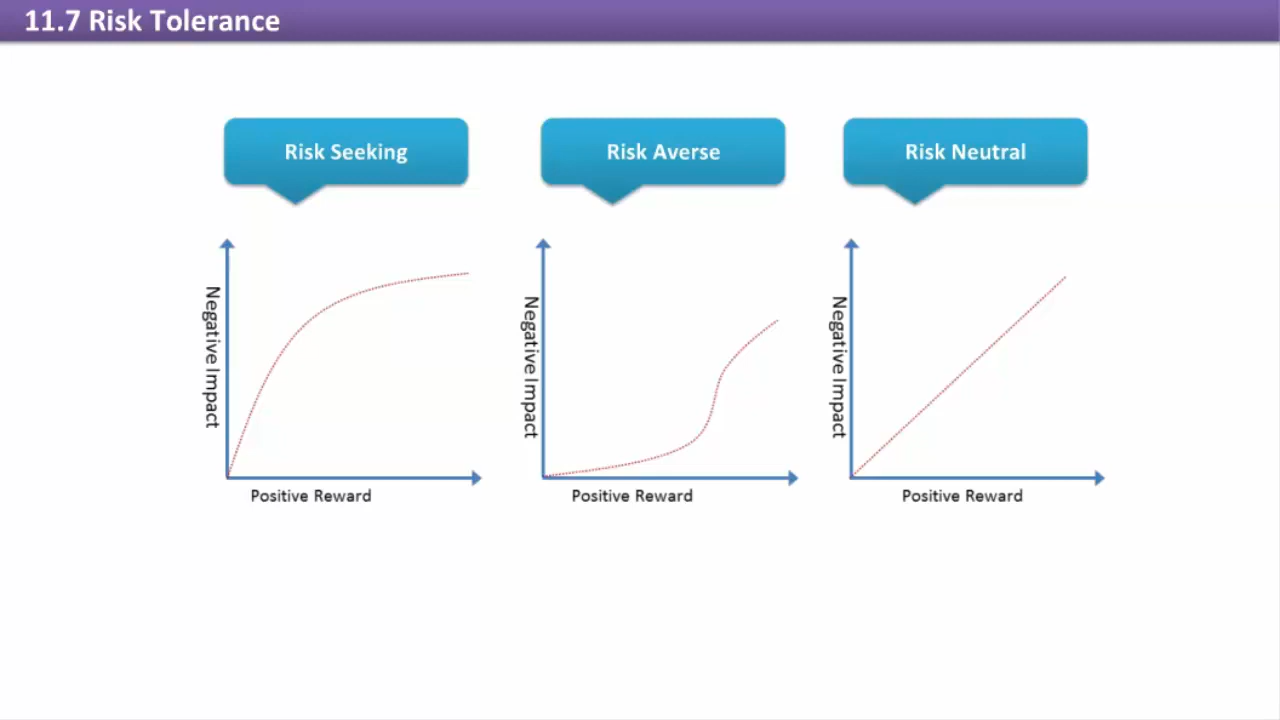 11.7 Risk Tolerance
Risk Seeking
Risk Averse
Risk Neutral
Negative Impact
Positive Reward
Negative Impact
Positive Reward
Negative Impact
Positive Reward